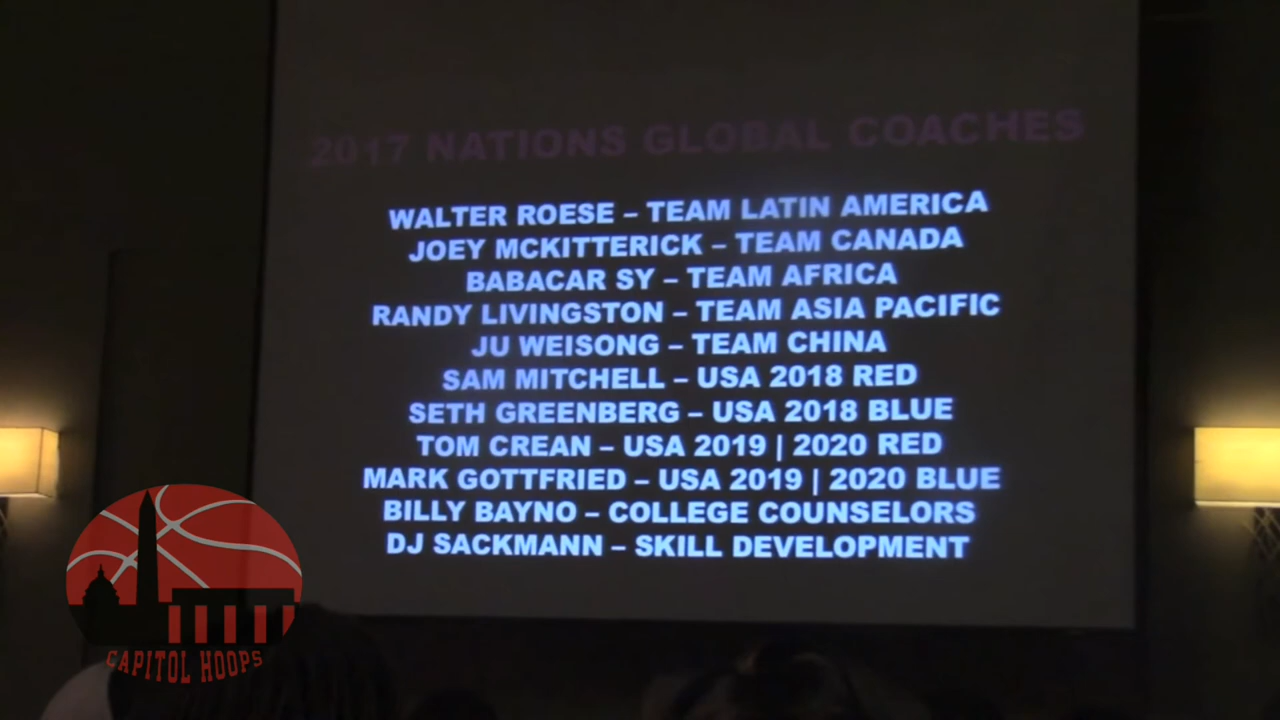 2017 NATIONS GLOBAL COACHES
WALTER ROESE – TEAM LATIN AMERICA
JOEY MCKITTERICK – TEAM CANADA
BABACAR SY – TEAM AFRICA
RANDY LIVINGSTON – TEAM ASIA PACIFIC
JU WEISONG – TEAM CHINA
SAM MITCHELL – USA 2018 RED
SETH GREENBERG – USA 2018 BLUE
TOM CREAN – USA 2019 | 2020 RED
MARK GOTTFRIED – USA 2019 | 2020 BLUE
BILLY BAYNO – COLLEGE COUNSELORS
DJ SACKMANN – SKILL DEVELOPMENT
CAPITOL HOOPS